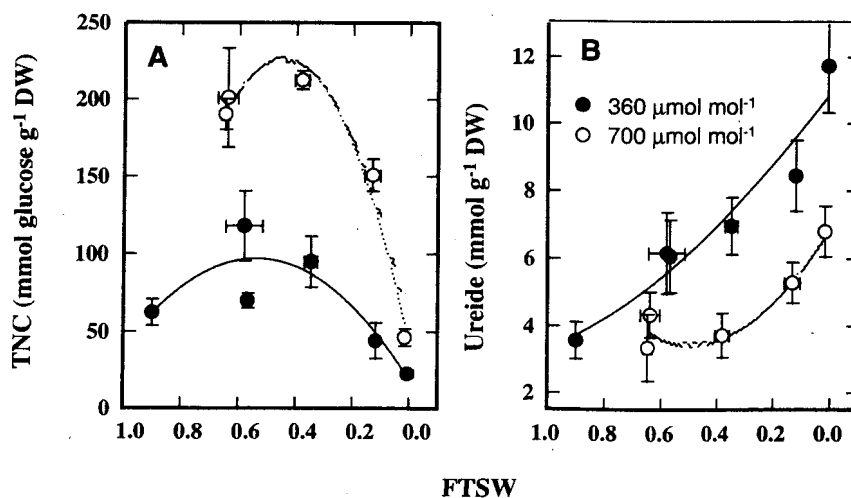 A
TNC (mmol glucose g-1 DW)
250
200
150
100
50
0
1.0 0.8 0.6 0.4 0.2 0.0
B
360 μmol mol-1
700 μmol mol-1
Ureide (mmol g-1 DW)
12
10
8
6
4
2
1.0 0.8 0.6 0.4 0.2 0.0
FTSW